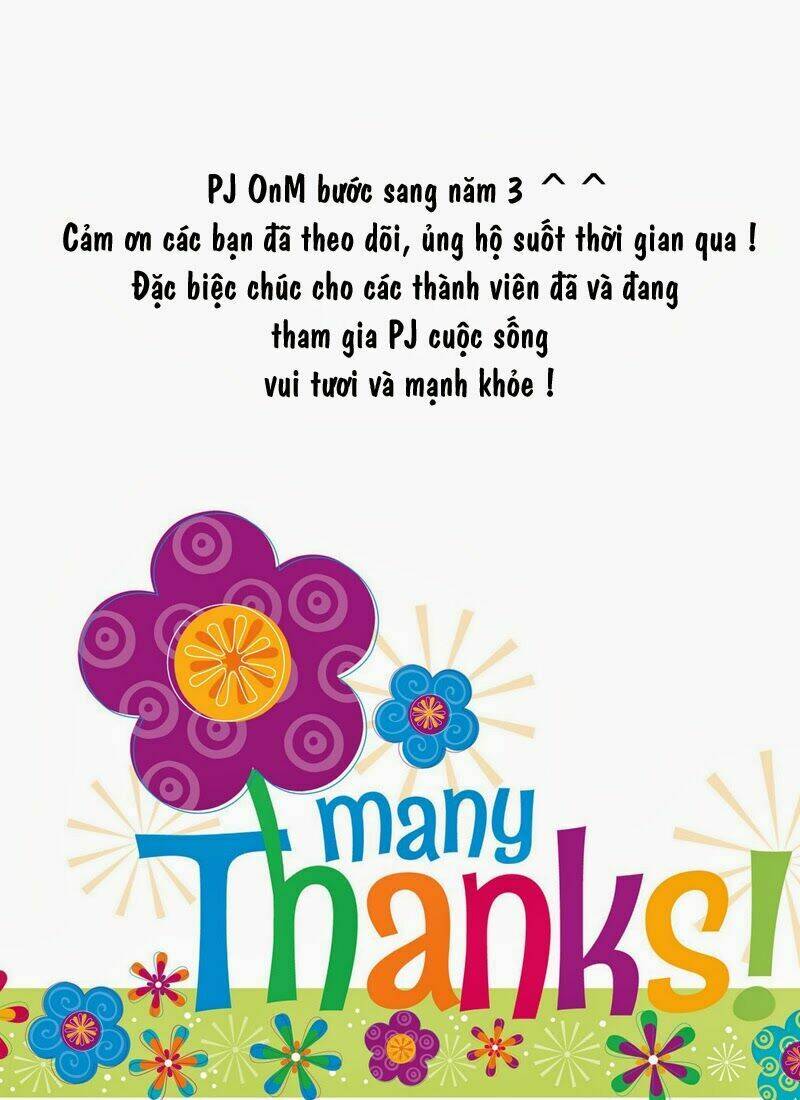 PJ OnM bước sang năm 3 ^ ^
Cảm ơn các bạn đã theo dõi, ủng hộ suốt thời gian qua !
Đặc biệc chúc cho các thành viên đã và đang
tham gia PJ cuộc sống
vui tươi và mạnh khỏe !
many
Thanks!